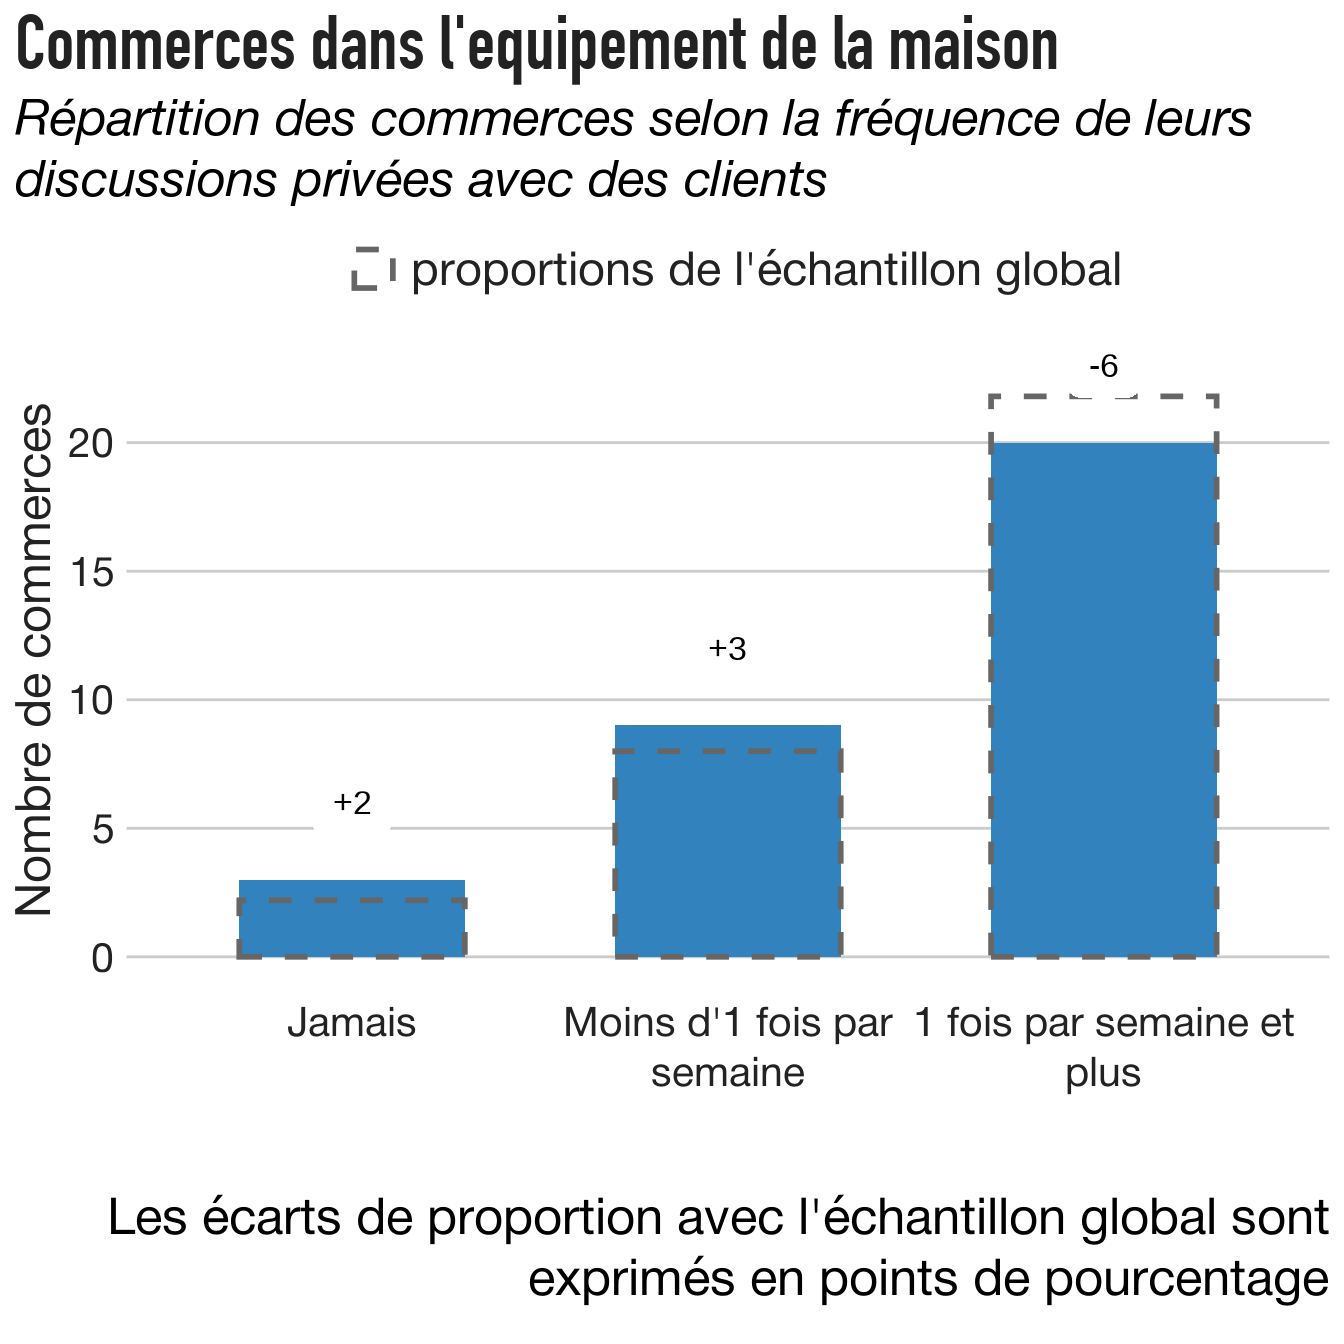 Commerces dans l'equipement de la maison
Répartition des commerces selon la fréquence de leurs
discussions privées avec des clients
proportions de l'échantillon global
Nombre de commerces
20
15
10
5
0
-6
+3
+2
Jamais
Moins d'1 fois par
semaine
1 fois par semaine et
plus
Les écarts de proportion avec l'échantillon global sont
exprimés en points de pourcentage